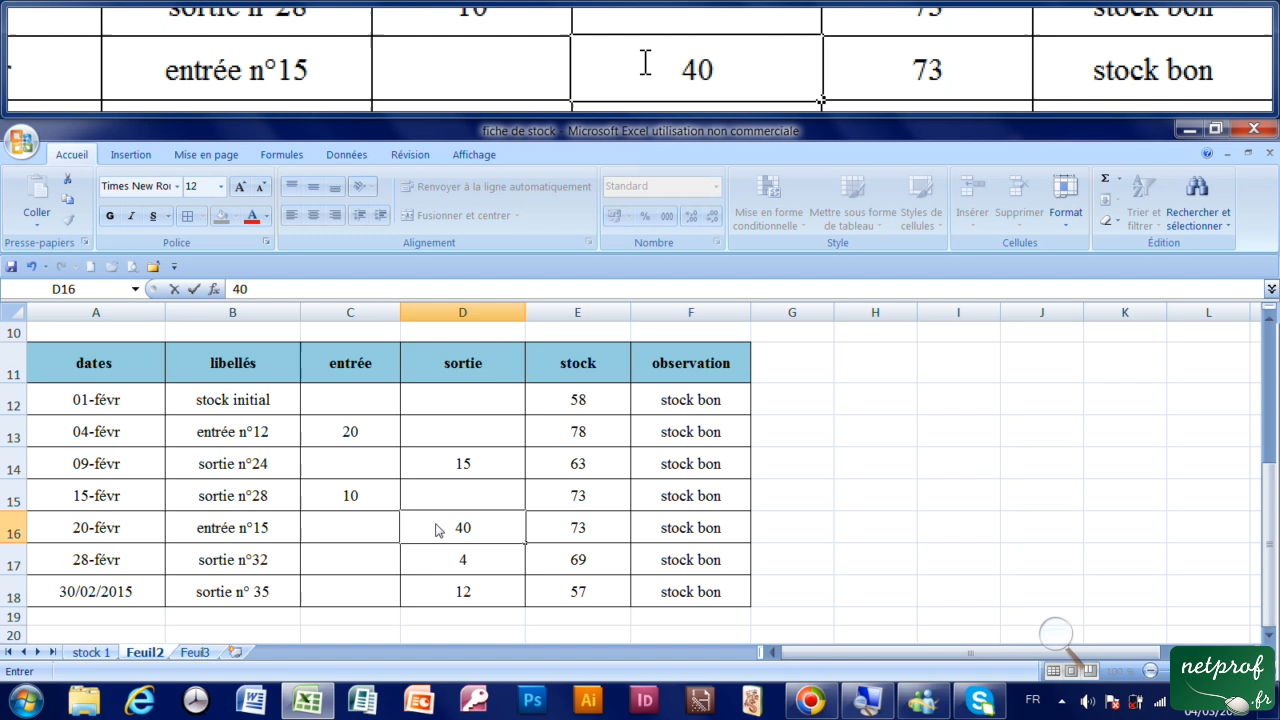 sortie n°28 10 73 stock bon
entrée n°15 40 73 stock bon
fiche de stock - Microsoft Excel utilisation non commerciale
Accueil Insertion Mise en page Formules Données Révision Affichage
Times New Roi 12 Renvoyer à la ligne automatiquement Standard
Coller Fusionner et centrer
Mise en forme conditionnelle
Mettre sous forme de tableau
Styles de cellules
Insérer Supprimer Format
Trier et filtrer
Rechercher et sélectionner
Presse-papiers Police Alignement Nombre Style Cellules Édition
D16 40
A B C D E F G H I J K L
10
11 dates libellés entrée sortie stock observation
12 01-févr stock initial 58 stock bon
13 04-févr entrée n°12 20 78 stock bon
14 09-févr sortie n°24 15 63 stock bon
15 15-févr sortie n°28 10 73 stock bon
16 20-févr entrée n°15 40 73 stock bon
17 28-févr sortie n°32 4 69 stock bon
18 30/02/2015 sortie n° 35 12 57 stock bon
19
20
stock 1 Feuil2 Feuil3
Entrer
netprof.fr
FR